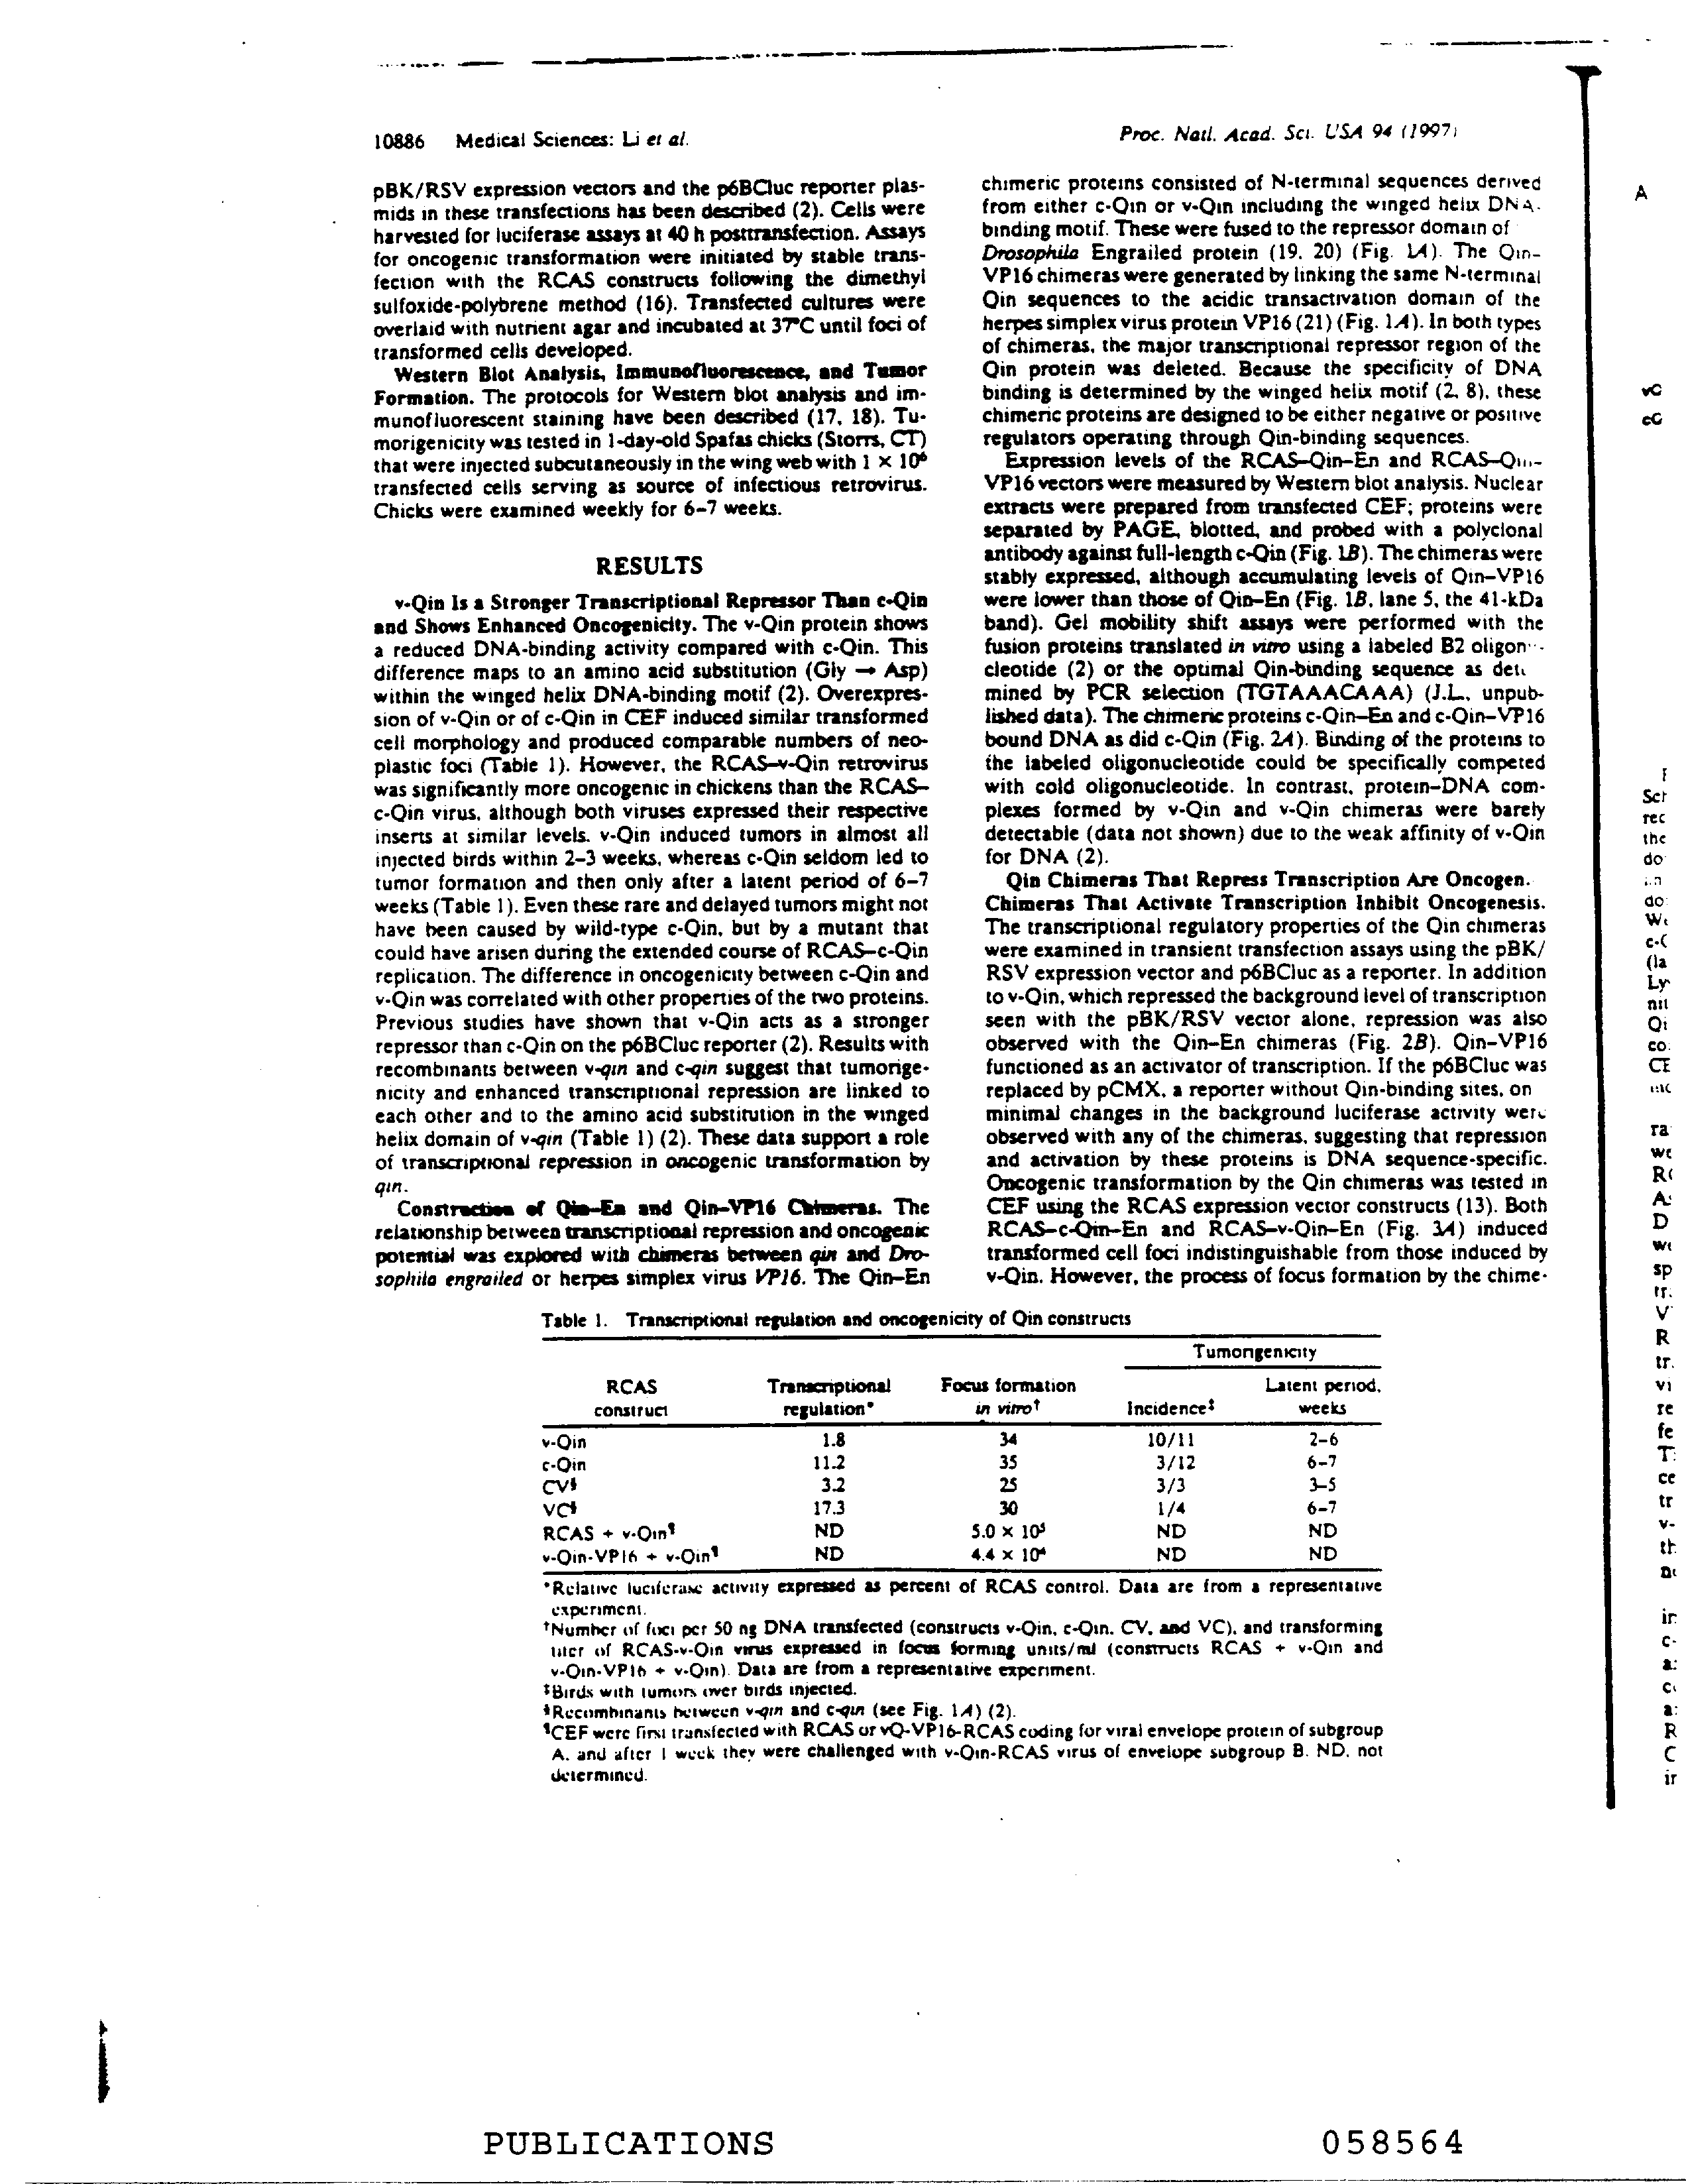 10886 Medical Sciences: Li et al.
Proc. Natl. Acad. Sci. USA 94 (1997)
pBK/RSV expression vectors and the p6BCluc reporter plas-
mids in these transfections has been described (2). Cells were
harvested for luciferase assays at 40 h posttransfection. Assays
for oncogenic transformation were initiated by stable trans-
fection with the RCAS constructs following the dimethyl
sulfoxide-polybrene method (16). Transfected cultures were
overlaid with nutrient agar and incubated at 37°C until foci of
transformed cells developed.
Western Blot Analysis, Immunofluorescence, and Tumor
Formation. The protocols for Western blot analysis and im-
munofluorescent staining have been described (17, 18). Tu-
morigenicity was tested in 1-day-old Spafas chicks (Storrs, CT)
that were injected subcutaneously in the wing web with 1 × 10⁶
transfected cells serving as source of infectious retrovirus.
Chicks were examined weekly for 6–7 weeks.
RESULTS
v-Qin Is a Stronger Transcriptional Repressor Than c-Qin
and Shows Enhanced Oncogenicity. The v-Qin protein shows
a reduced DNA-binding activity compared with c-Qin. This
difference maps to an amino acid substitution (Gly → Asp)
within the winged helix DNA-binding motif (2). Overexpres-
sion of v-Qin or of c-Qin in CEF induced similar transformed
cell morphology and produced comparable numbers of neo-
plastic foci (Table 1). However, the RCAS–v-Qin retrovirus
was significantly more oncogenic in chickens than the RCAS–
c-Qin virus, although both viruses expressed their respective
inserts at similar levels. v-Qin induced tumors in almost all
injected birds within 2–3 weeks, whereas c-Qin seldom led to
tumor formation and then only after a latent period of 6–7
weeks (Table 1). Even these rare and delayed tumors might not
have been caused by wild-type c-Qin, but by a mutant that
could have arisen during the extended course of RCAS–c-Qin
replication. The difference in oncogenicity between c-Qin and
v-Qin was correlated with other properties of the two proteins.
Previous studies have shown that v-Qin acts as a stronger
repressor than c-Qin on the p6BCluc reporter (2). Results with
recombinants between v-qin and c-qin suggest that tumorige-
nicity and enhanced transcriptional repression are linked to
each other and to the amino acid substitution in the winged
helix domain of v-qin (Table 1) (2). These data support a role
of transcriptional repression in oncogenic transformation by
qin.
Construction of Qin–En and Qin–VP16 Chimeras. The
relationship between transcriptional repression and oncogenic
potential was explored with chimeras between qin and Dro-
sophila engrailed or herpes simplex virus VP16. The Qin–En
chimeric proteins consisted of N-terminal sequences derived
from either c-Qin or v-Qin including the winged helix DNA-
binding motif. These were fused to the repressor domain of
Drosophila Engrailed protein (19, 20) (Fig. 1A). The Qin–
VP16 chimeras were generated by linking the same N-terminal
Qin sequences to the acidic transactivation domain of the
herpes simplex virus protein VP16 (21) (Fig. 1A). In both types
of chimeras, the major transcriptional repressor region of the
Qin protein was deleted. Because the specificity of DNA
binding is determined by the winged helix motif (2, 8), these
chimeric proteins are designed to be either negative or positive
regulators operating through Qin-binding sequences.
Expression levels of the RCAS–Qin–En and RCAS–Qin–
VP16 vectors were measured by Western blot analysis. Nuclear
extracts were prepared from transfected CEF; proteins were
separated by PAGE, blotted, and probed with a polyclonal
antibody against full-length c-Qin (Fig. 1B). The chimeras were
stably expressed, although accumulating levels of Qin–VP16
were lower than those of Qin–En (Fig. 1B, lane 5, the 41-kDa
band). Gel mobility shift assays were performed with the
fusion proteins translated in vitro using a labeled B2 oligon
cleotide (2) or the optimal Qin-binding sequence as det
mined by PCR selection (TGTAAACAAA) (J.L., unpub-
lished data). The chimeric proteins c-Qin–En and c-Qin–VP16
bound DNA as did c-Qin (Fig. 2A). Binding of the proteins to
the labeled oligonucleotide could be specifically competed
with cold oligonucleotide. In contrast, protein–DNA com-
plexes formed by v-Qin and v-Qin chimeras were barely
detectable (data not shown) due to the weak affinity of v-Qin
for DNA (2).
Qin Chimeras That Repress Transcription Are Oncogen.
Chimeras That Activate Transcription Inhibit Oncogenesis.
The transcriptional regulatory properties of the Qin chimeras
were examined in transient transfection assays using the pBK/
RSV expression vector and p6BCluc as a reporter. In addition
to v-Qin, which repressed the background level of transcription
seen with the pBK/RSV vector alone, repression was also
observed with the Qin–En chimeras (Fig. 2B). Qin–VP16
functioned as an activator of transcription. If the p6BCluc was
replaced by pCMX, a reporter without Qin-binding sites, on
minimal changes in the background luciferase activity were
observed with any of the chimeras, suggesting that repression
and activation by these proteins is DNA sequence-specific.
Oncogenic transformation by the Qin chimeras was tested in
CEF using the RCAS expression vector constructs (13). Both
RCAS–c-Qin–En and RCAS–v-Qin–En (Fig. 3A) induced
transformed cell foci indistinguishable from those induced by
v-Qin. However, the process of focus formation by the chime-
Table 1. Transcriptional regulation and oncogenicity of Qin constructs
Tumorigenicity
RCAS Transcriptional Focus formation Latent period,
construct regulation* in vitro† Incidence‡ weeks
v-Qin 1.8 34 10/11 2–6
c-Qin 11.2 35 3/12 6–7
CV§ 3.2 25 3/3 3–5
VC§ 17.3 30 1/4 6–7
RCAS + v-Qin¶ ND 5.0 × 10⁵ ND ND
v-Qin-VP16 + v-Qin¶ ND 4.4 × 10⁴ ND ND
*Relative luciferase activity expressed as percent of RCAS control. Data are from a representative
experiment.
†Number of foci per 50 ng DNA transfected (constructs v-Qin, c-Qin, CV, and VC), and transforming
titer of RCAS-v-Qin virus expressed in focus forming units/ml (constructs RCAS + v-Qin and
v-Qin-VP16 + v-Qin). Data are from a representative experiment.
‡Birds with tumors over birds injected.
§Recombinants between v-qin and c-qin (see Fig. 1A) (2).
¶CEF were first transfected with RCAS or vQ-VP16-RCAS coding for viral envelope protein of subgroup
A, and after 1 week they were challenged with v-Qin-RCAS virus of envelope subgroup B. ND, not
determined.
A
vC
cC
rec
the
do
do
(la
Ly
co
CE
ra
D
sp
V
R
tr.
vi
re
fe
ce
tr
v-
R
C
PUBLICATIONS
058564